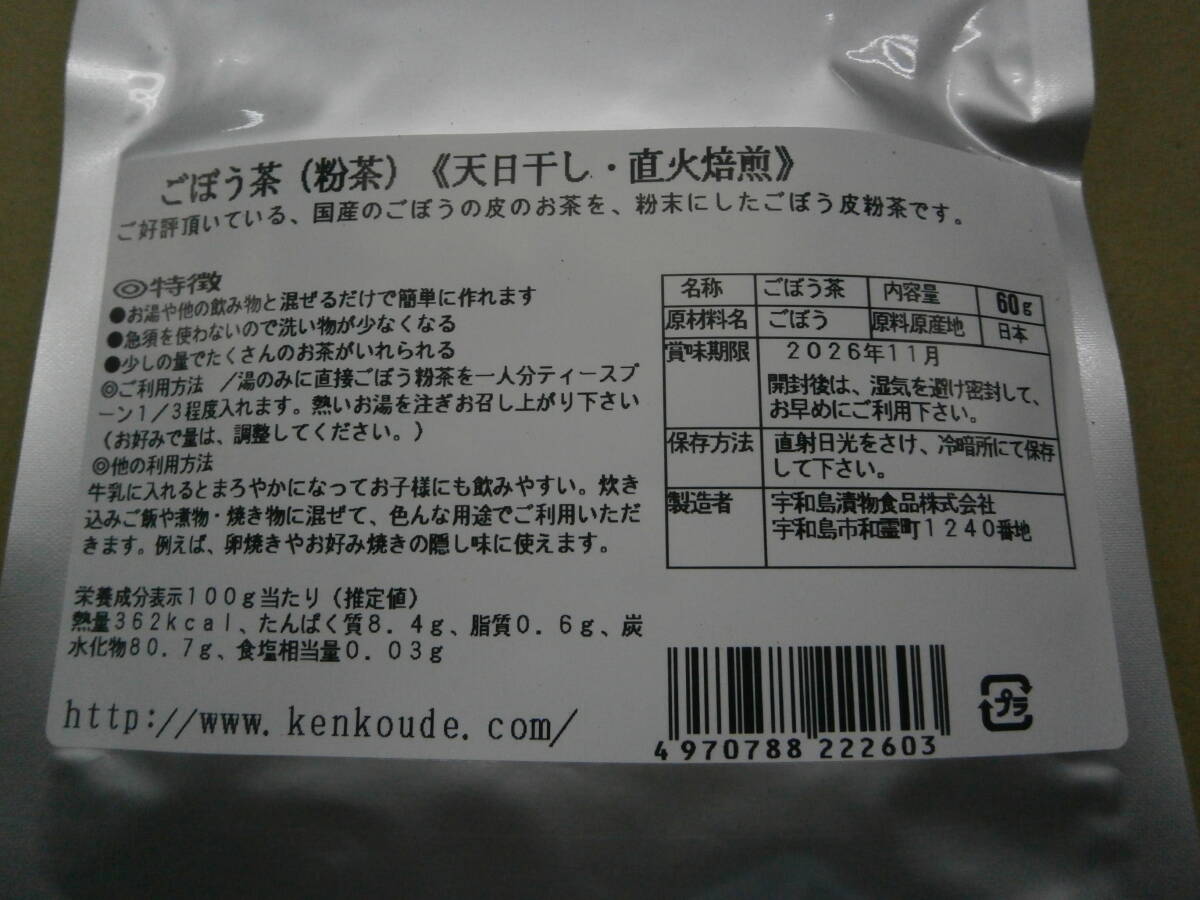 ごぼう茶（粉茶）《天日干し・直火焙煎》
ご好評頂いている、国産のごぼうの皮のお茶を、粉末にしたごぼう皮粉茶です。
◎特徴
●お湯や他の飲み物と混ぜるだけで簡単に作れます
●急須を使わないので洗い物が少なくなる
●少しの量でたくさんのお茶がいれられる
◎ご利用方法　／湯のみに直接ごぼう粉茶を一人分ティースプ
ーン１／３程度入れます。熱いお湯を注ぎお召し上がり下さい
（お好みで量は、調整してください。）
◎他の利用方法
牛乳に入れるとまろやかになってお子様にも飲みやすい。炊き
込みご飯や煮物・焼き物に混ぜて、色んな用途でご利用いただ
きます。例えば、卵焼きやお好み焼きの隠し味に使えます。
栄養成分表示１００ｇ当たり（推定値）
熱量３６２ｋｃａｌ、たんぱく質８．４ｇ、脂質０．６ｇ、炭
水化物８０．７ｇ、食塩相当量０．０３ｇ
http://www.kenkoude.com/
名称 ごぼう茶 内容量 60g
原材料名 ごぼう 原料原産地 日本
賞味期限 ２０２６年１１月
開封後は、湿気を避け密封して、
お早めにご利用下さい。
保存方法 直射日光をさけ、冷暗所にて保存
して下さい。
製造者 宇和島漬物食品株式会社
宇和島市和霊町１２４０番地
4 970788 222603
プラ